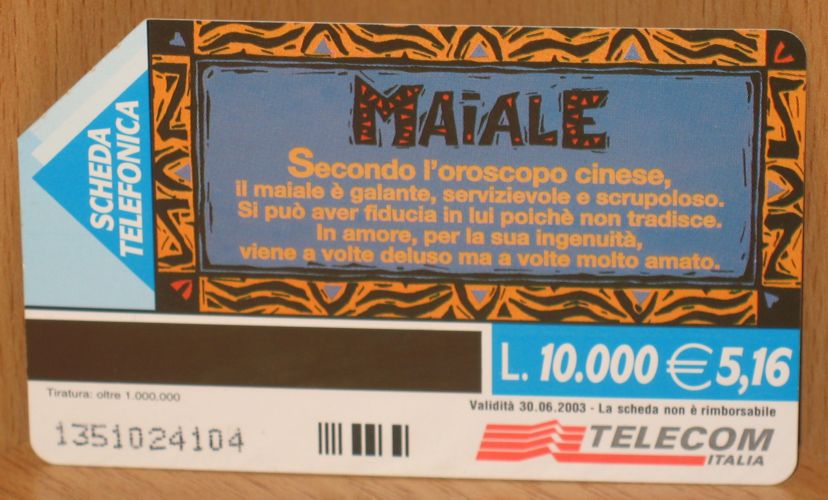 SCHEDA
TELEFONICA
MAiALE
Secondo l'oroscopo cinese,
il maiale è galante, servizievole e scrupoloso.
Si può aver fiducia in lui poichè non tradisce.
In amore, per la sua ingenuità,
viene a volte deluso ma a volte molto amato.
L. 10.000 € 5,16
Tiratura: oltre 1.000.000
Validità 30.06.2003 - La scheda non è rimborsabile
1351024104
TELECOM
ITALIA